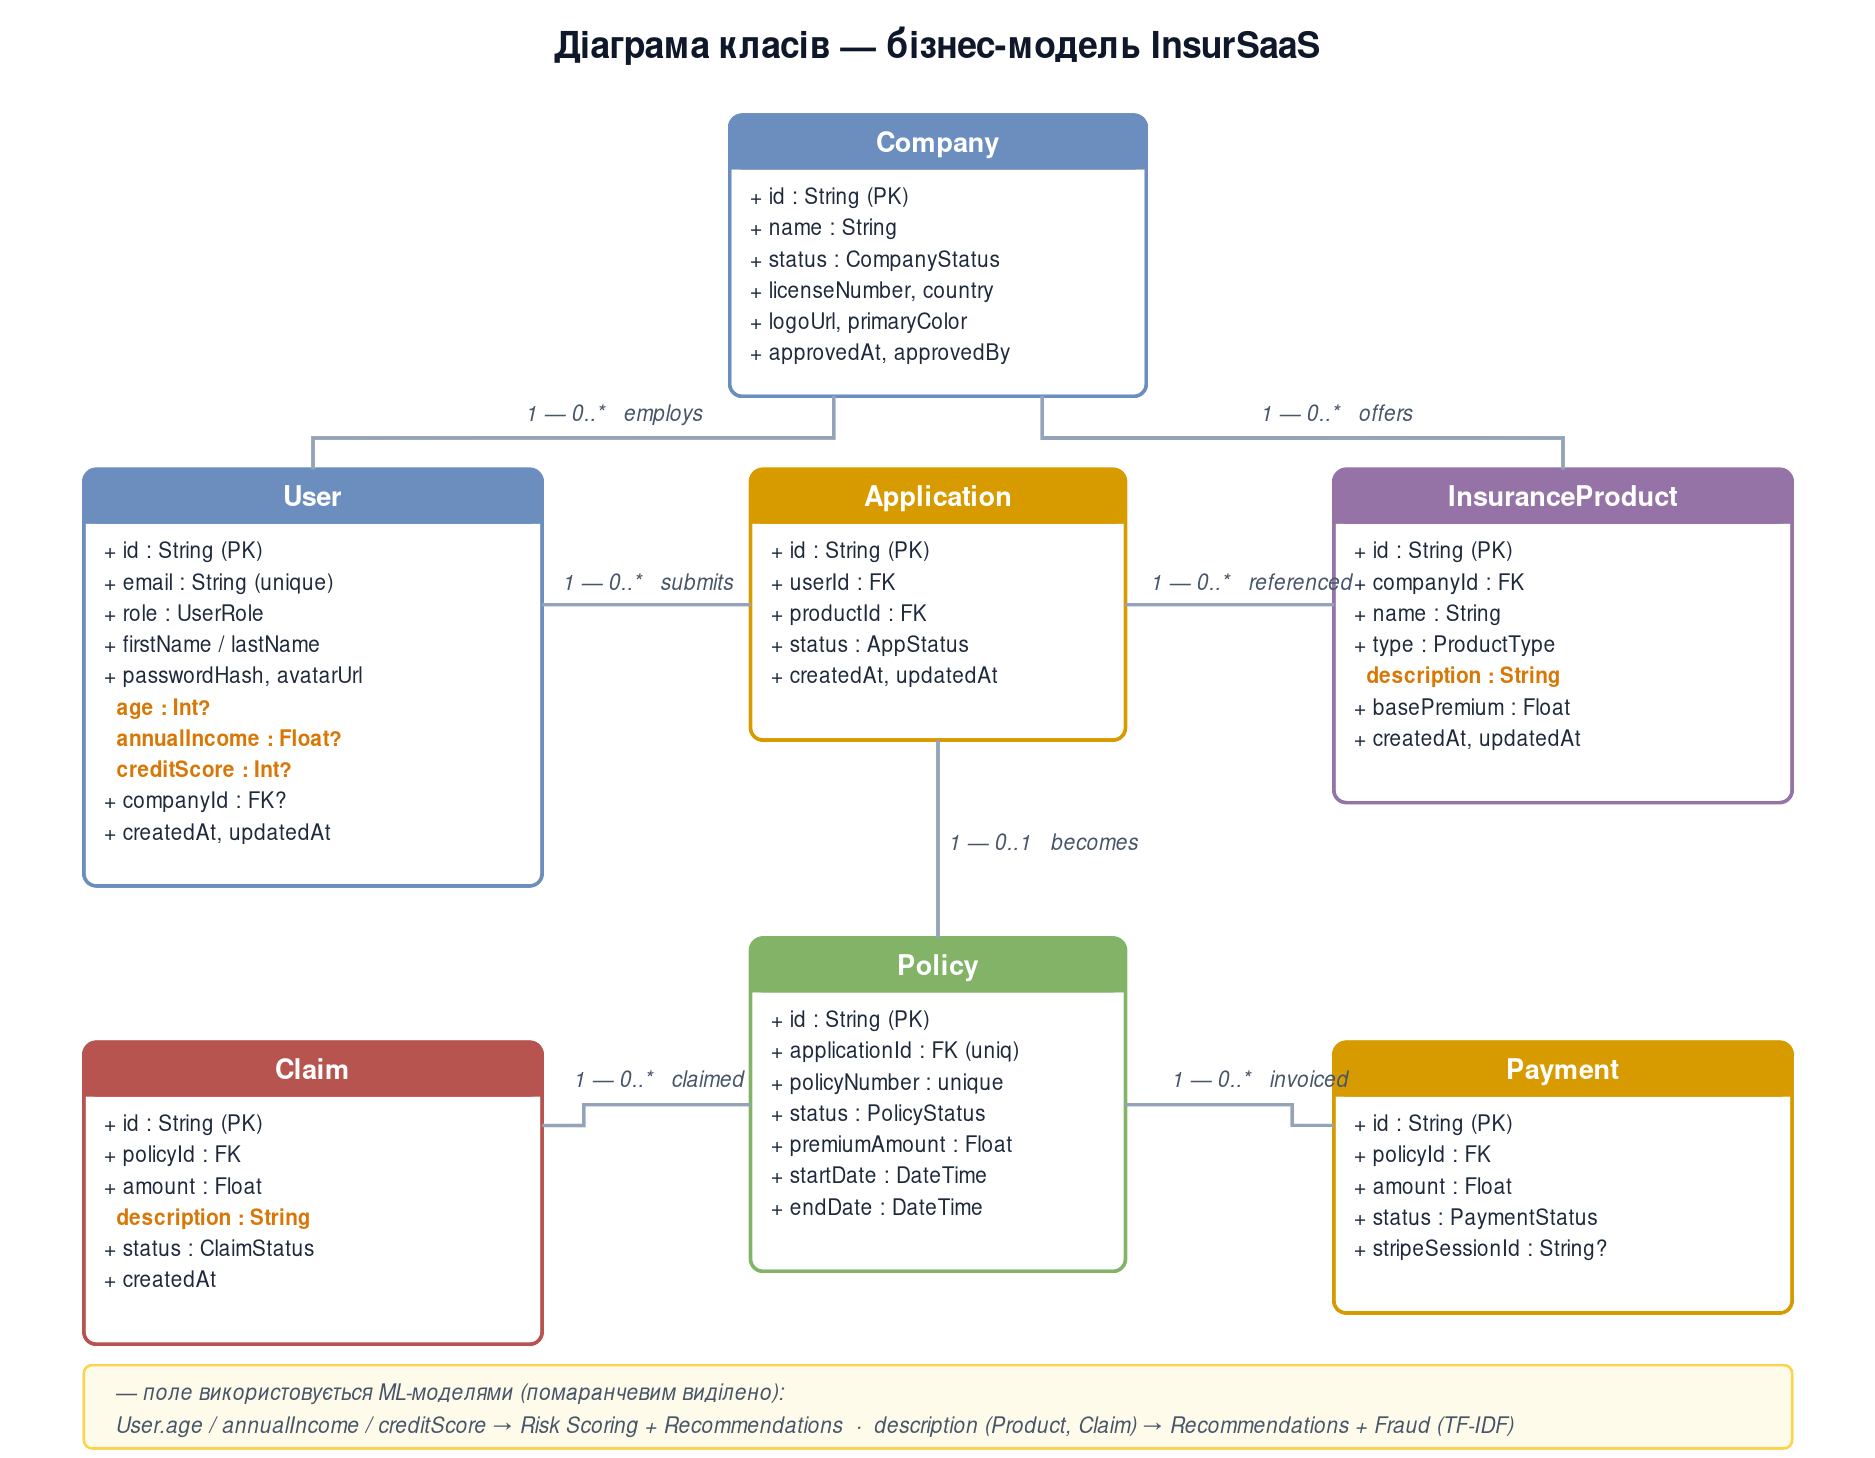 Діаграма класів — бізнес-модель InsurSaaS
Company
+ id : String (PK)
+ name : String
+ status : CompanyStatus
+ licenseNumber, country
+ logoUrl, primaryColor
+ approvedAt, approvedBy
1 — 0..* employs
1 — 0..* offers
User
+ id : String (PK)
+ email : String (unique)
+ role : UserRole
+ firstName / lastName
+ passwordHash, avatarUrl
age : Int?
annualIncome : Float?
creditScore : Int?
+ companyId : FK?
+ createdAt, updatedAt
1 — 0..* submits
Application
+ id : String (PK)
+ userId : FK
+ productId : FK
+ status : AppStatus
+ createdAt, updatedAt
1 — 0..* referenced
InsuranceProduct
+ id : String (PK)
+ companyId : FK
+ name : String
+ type : ProductType
description : String
+ basePremium : Float
+ createdAt, updatedAt
1 — 0..1 becomes
Claim
+ id : String (PK)
+ policyId : FK
+ amount : Float
description : String
+ status : ClaimStatus
+ createdAt
1 — 0..* claimed
Policy
+ id : String (PK)
+ applicationId : FK (uniq)
+ policyNumber : unique
+ status : PolicyStatus
+ premiumAmount : Float
+ startDate : DateTime
+ endDate : DateTime
1 — 0..* invoiced
Payment
+ id : String (PK)
+ policyId : FK
+ amount : Float
+ status : PaymentStatus
+ stripeSessionId : String?
— поле використовується ML-моделями (помаранчевим виділено):
User.age / annualIncome / creditScore → Risk Scoring + Recommendations · description (Product, Claim) → Recommendations + Fraud (TF-IDF)